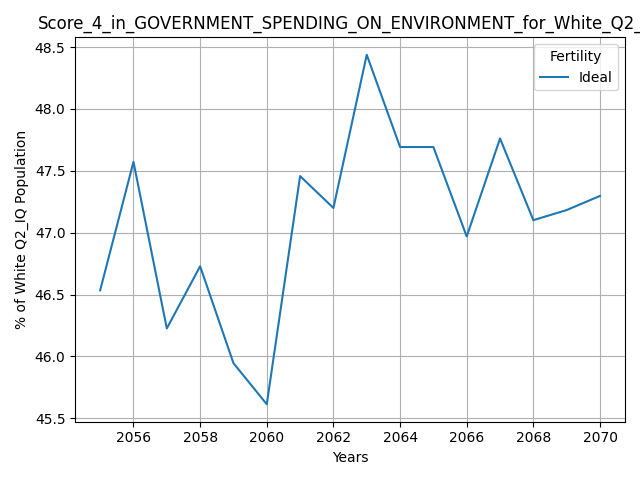 Score_4_in_GOVERNMENT_SPENDING_ON_ENVIRONMENT_for_White_Q2_
Fertility
Ideal
48.5
48.0
47.5
47.0
46.5
46.0
45.5
% of White Q2_IQ Population
2056 2058 2060 2062 2064 2066 2068 2070
Years